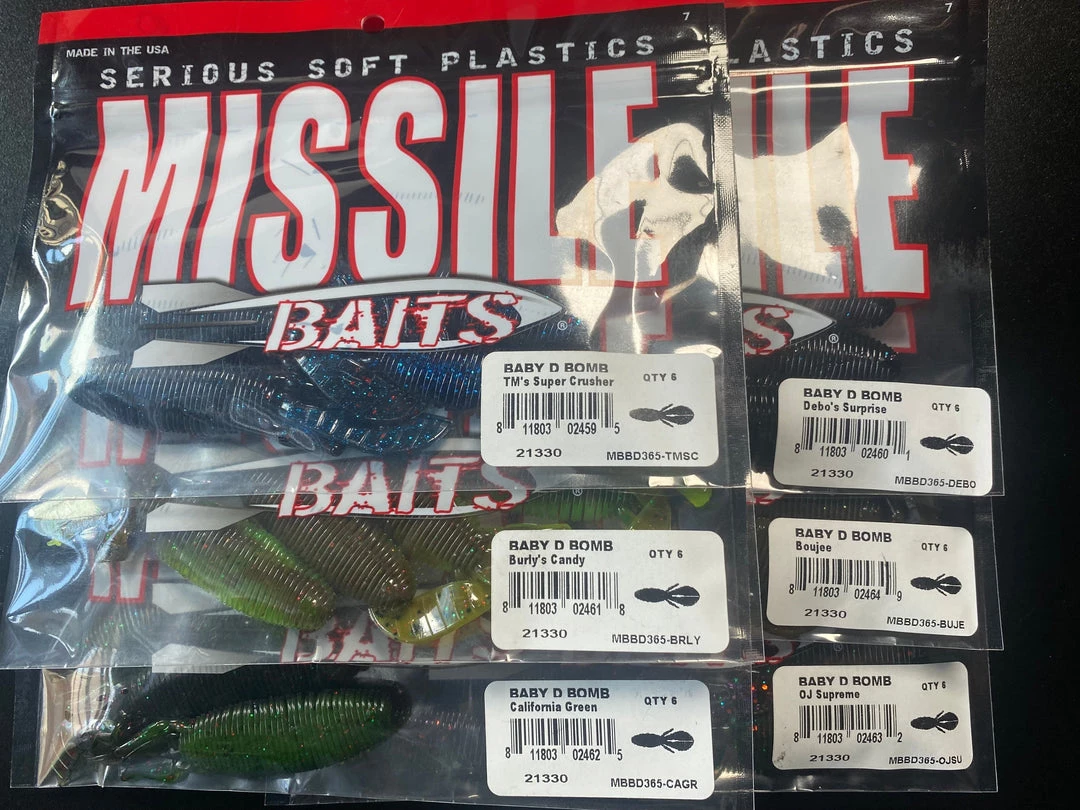 7
7
MADE IN THE USA
SERIOUS SOFT PLASTICS
LASTICS
MISSILE
ILE
BAITS
®
S
®
BABY D BOMB
TM's Super Crusher
QTY 6
8 11803 02459 5
21330
MBBD365-TMSC
BABY D BOMB
Debo's Surprise
QTY 6
8 11803 02460 1
21330
MBBD365-DEBO
BAITS
®
BABY D BOMB
Burly's Candy
QTY 6
8 11803 02461 8
21330
MBBD365-BRLY
BABY D BOMB
Boujee
QTY 6
8 11803 02464 9
21330
MBBD365-BUJE
BAITS
BABY D BOMB
California Green
QTY 6
8 11803 02462 5
21330
MBBD365-CAGR
BABY D BOMB
OJ Supreme
QTY 6
8 11803 02463 2
21330
MBBD365-OJSU